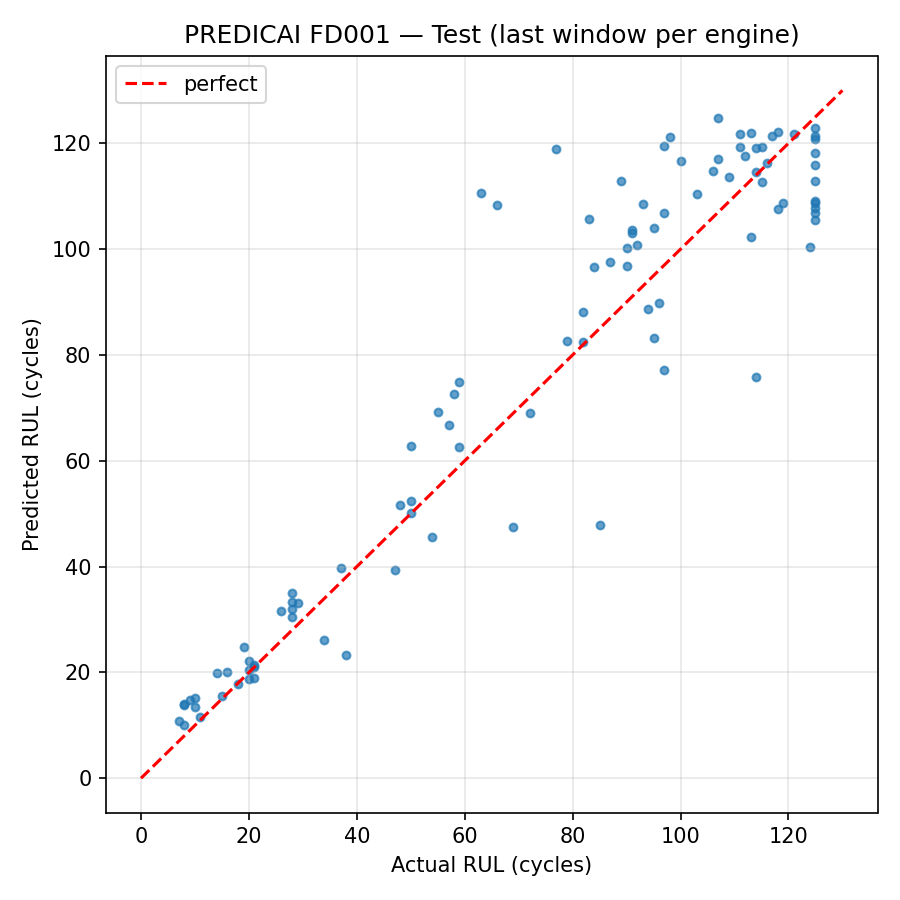 PREDICAI FD001 — Test (last window per engine)
perfect
120
100
80
60
40
20
0
Predicted RUL (cycles)
0 20 40 60 80 100 120
Actual RUL (cycles)